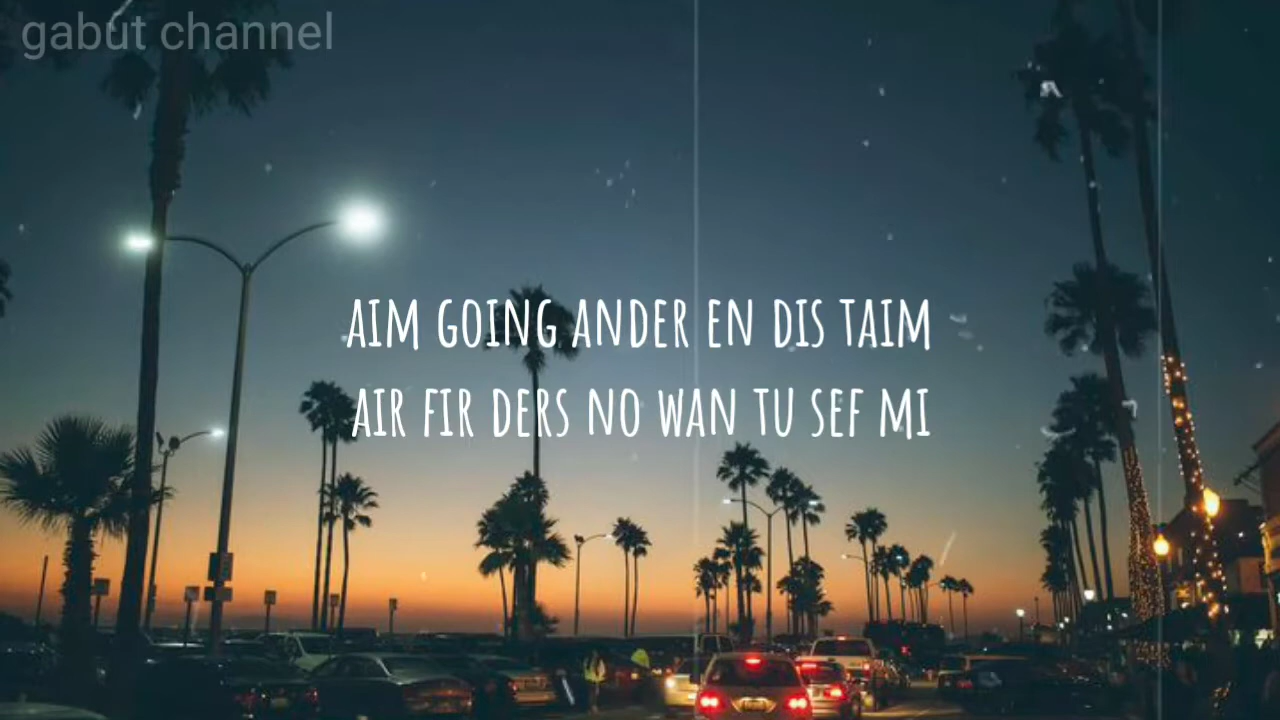 gabut channel
AIM GOING ANDER EN DIS TAIM
AIR FIR DERS NO WAN TU SEF MI